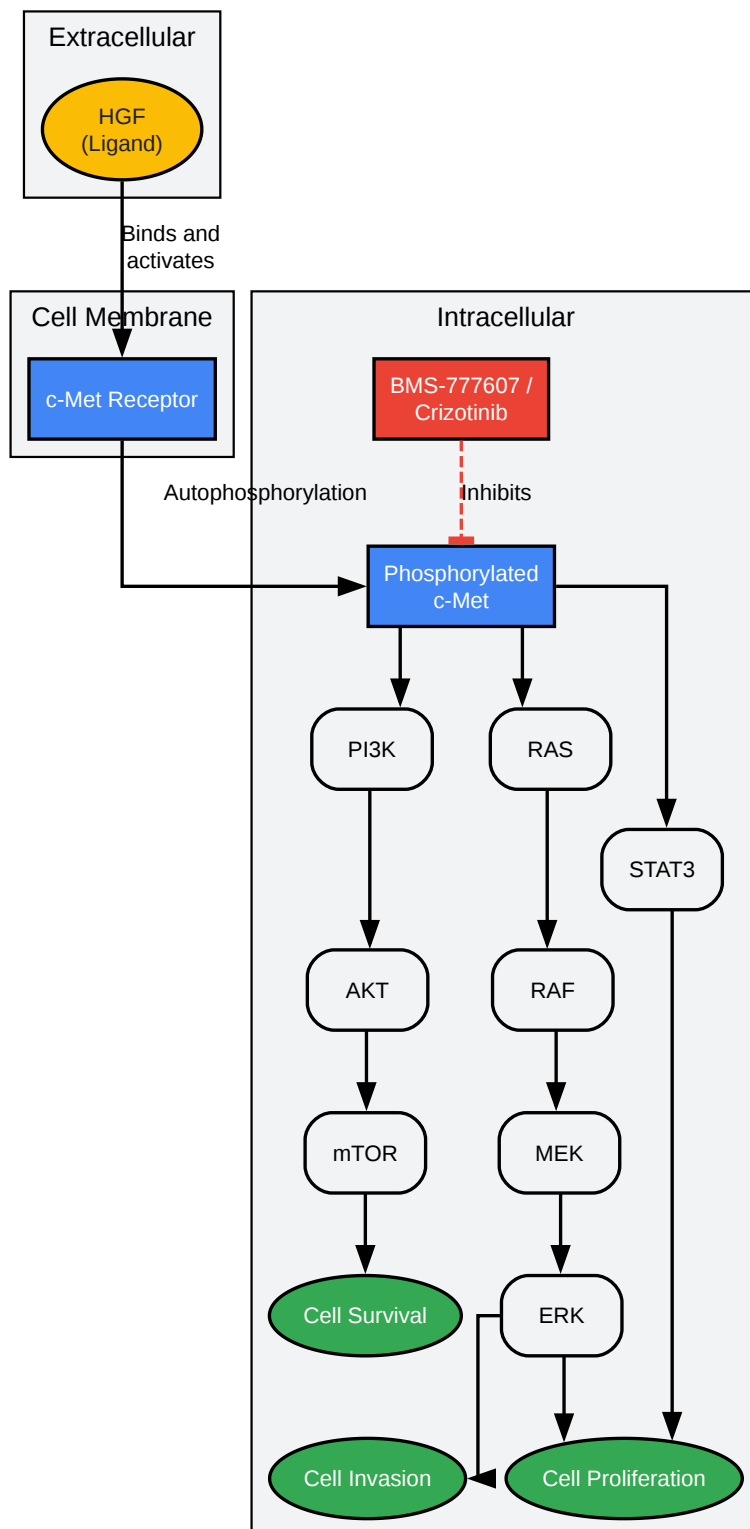 Extracellular
HGF
(Ligand)
Binds and
activates
Cell Membrane
Intracellular
c-Met Receptor
BMS-777607 /
Crizotinib
Autophosphorylation
Inhibits
Phosphorylated
c-Met
PI3K
RAS
STAT3
AKT
RAF
mTOR
MEK
Cell Survival
ERK
Cell Invasion
Cell Proliferation